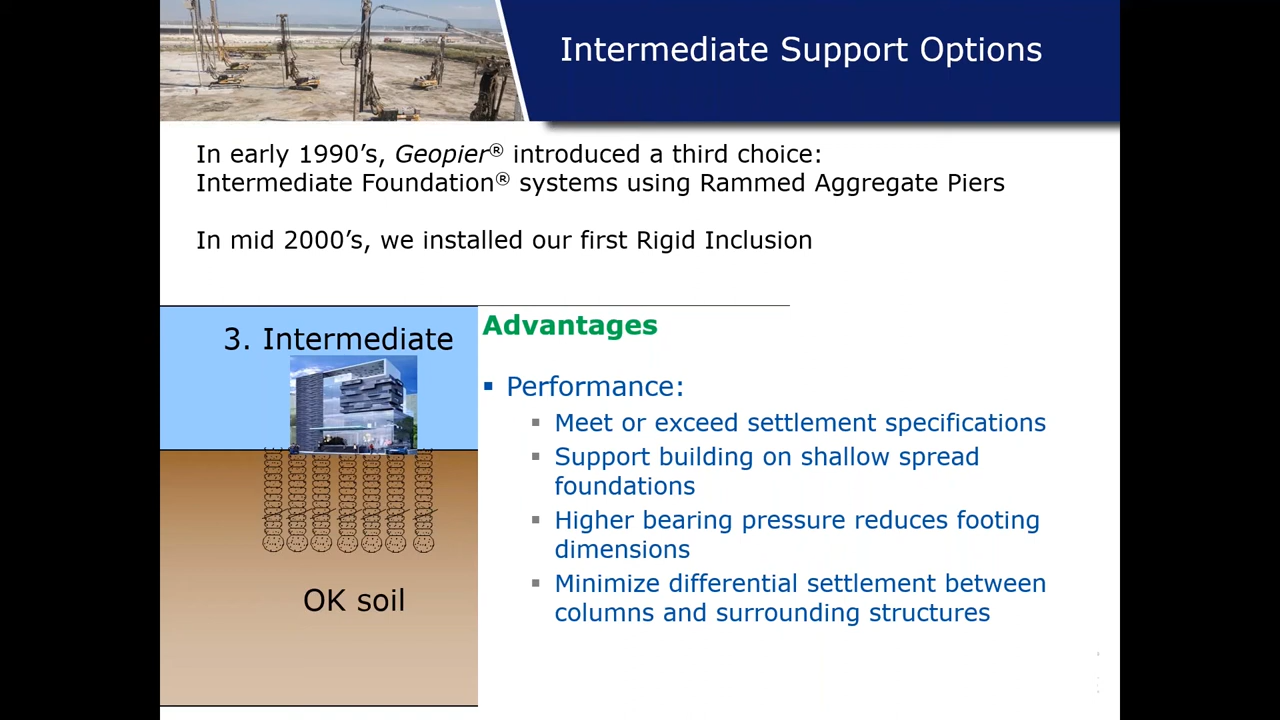 Intermediate Support Options
In early 1990’s, Geopier® introduced a third choice:
Intermediate Foundation® systems using Rammed Aggregate Piers
In mid 2000’s, we installed our first Rigid Inclusion
3. Intermediate
OK soil
Advantages
▪ Performance:
▪ Meet or exceed settlement specifications
▪ Support building on shallow spread
foundations
▪ Higher bearing pressure reduces footing
dimensions
▪ Minimize differential settlement between
columns and surrounding structures